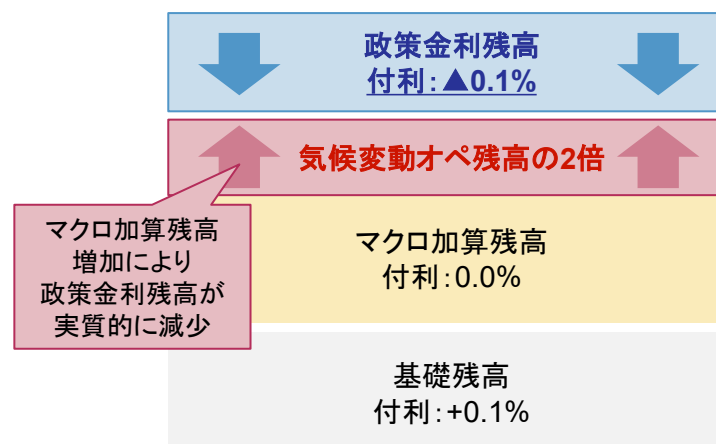 政策金利残高
付利：▲0.1%
気候変動オペ残高の2倍
マクロ加算残高
増加により
政策金利残高が
実質的に減少
マクロ加算残高
付利：0.0%
基礎残高
付利：+0.1%